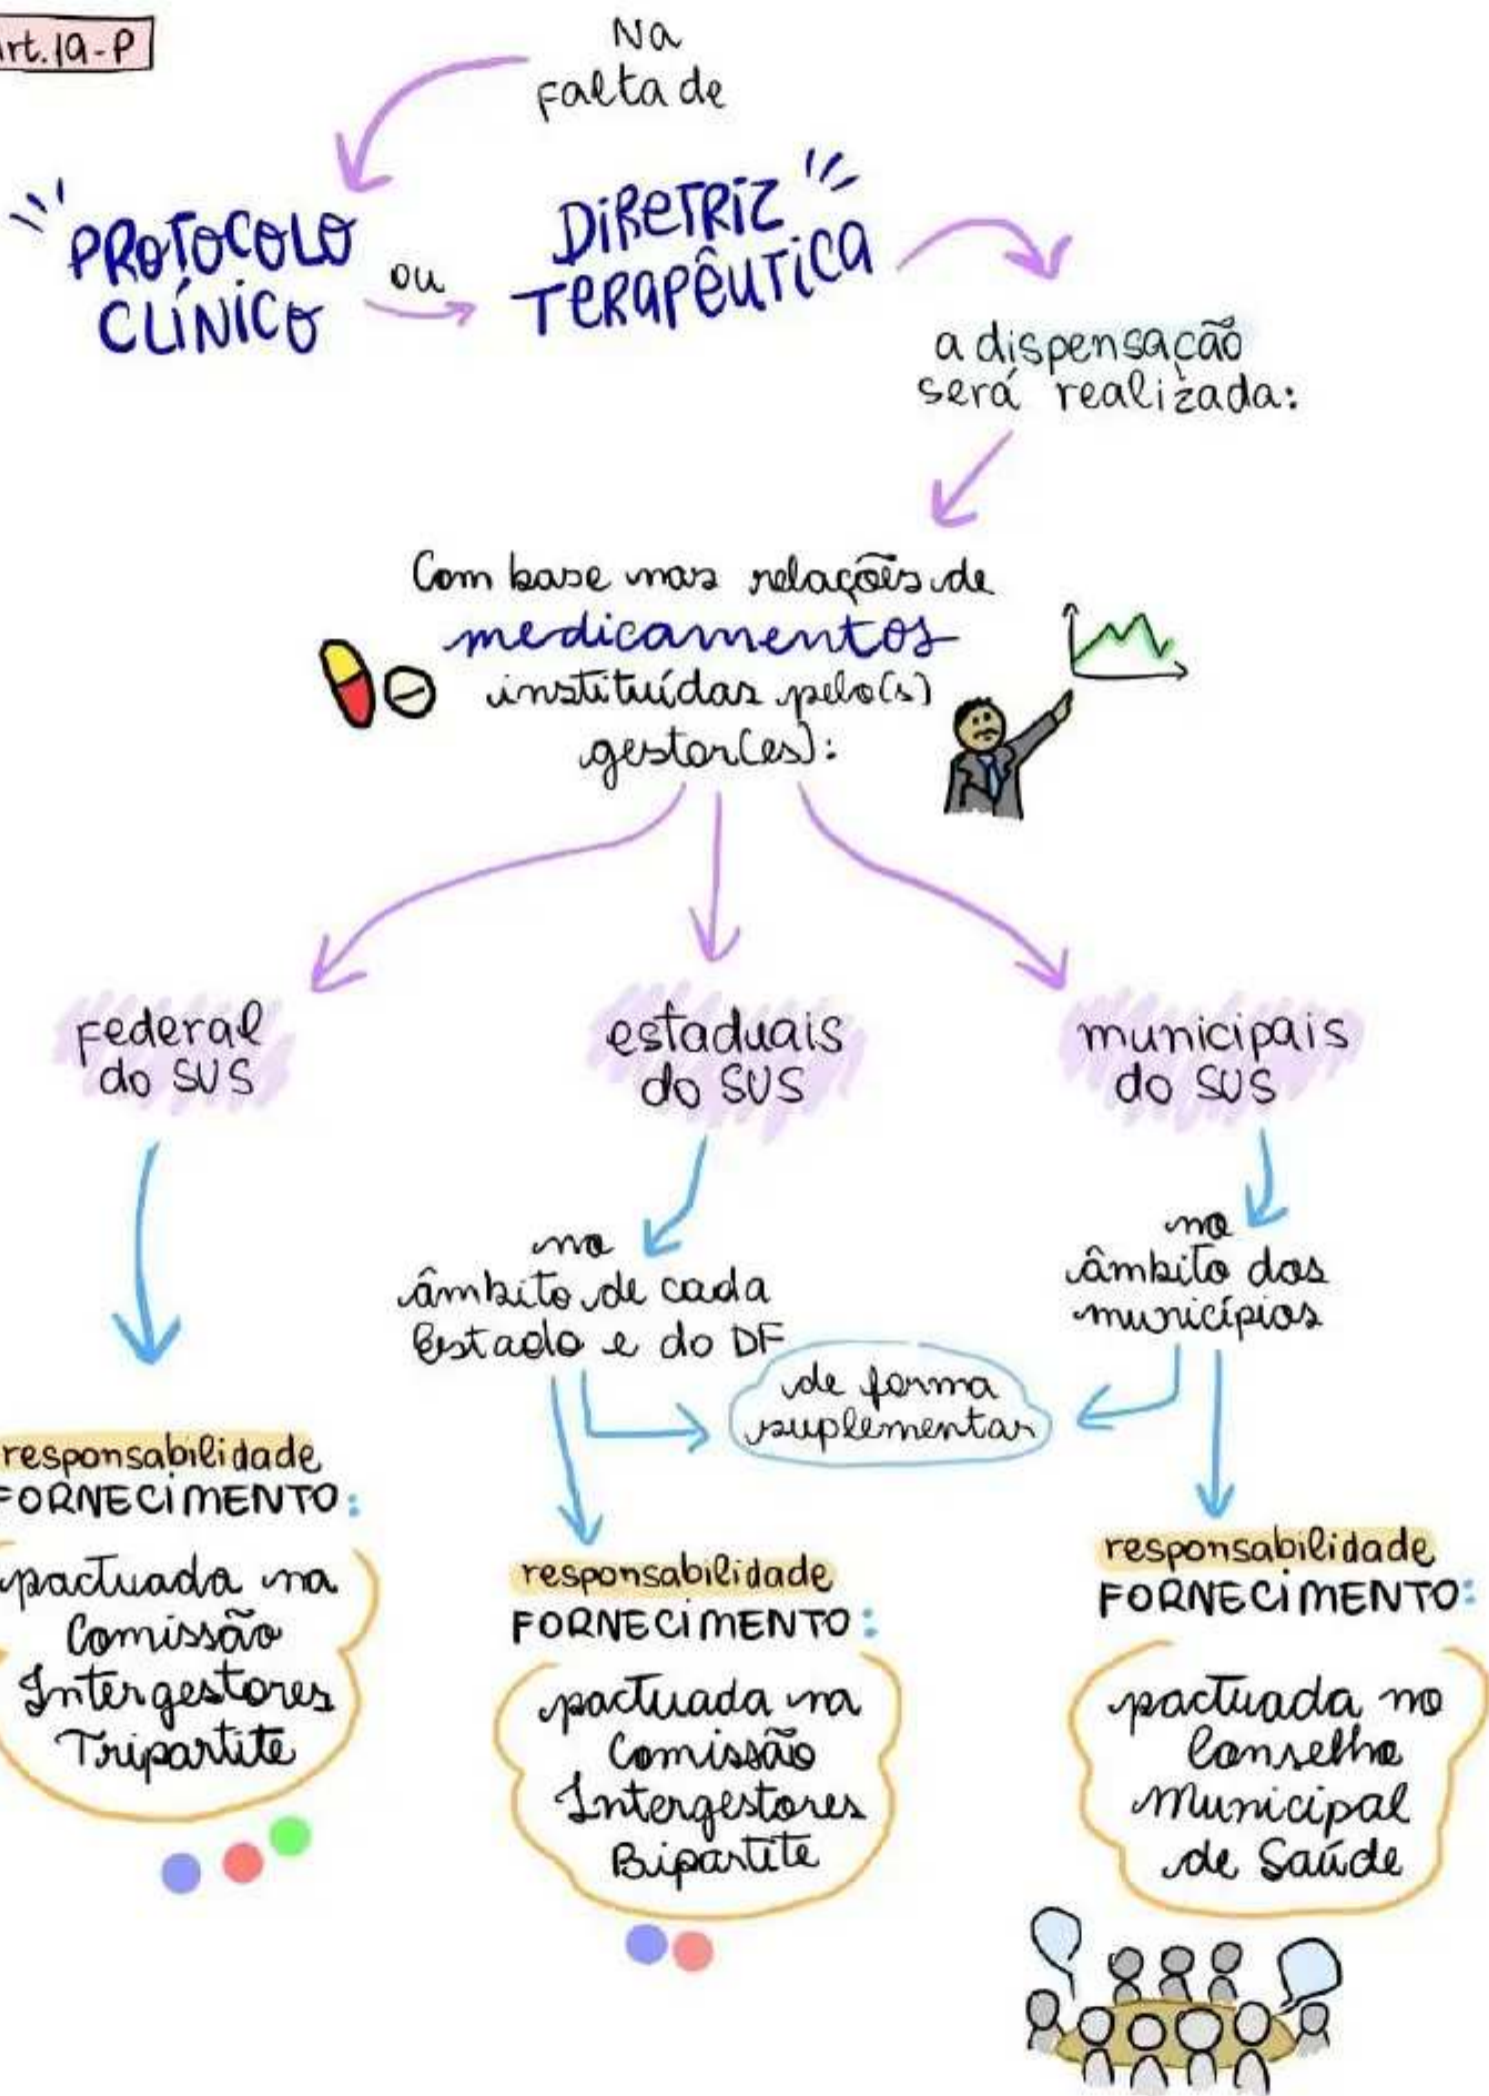 rt.19-P
Na
falta de
PROTOCOLO
CLÍNICO
ou
DIRETRIZ
TERAPÊUTICA
a dispensação
será realizada:
Com base nas relações de
medicamentos
instituídas pelo(s)
gestor(es):
Federal
do SUS
estaduais
do SUS
municipais
do SUS
no
âmbito de cada
Estado e do DF
no
âmbito dos
municípios
de forma
suplementar
responsabilidade
FORNECIMENTO:
pactuada na
Comissão
Intergestores
Tripartite
responsabilidade
FORNECIMENTO:
pactuada na
Comissão
Intergestores
Bipartite
responsabilidade
FORNECIMENTO:
pactuada no
Conselho
Municipal
de Saúde